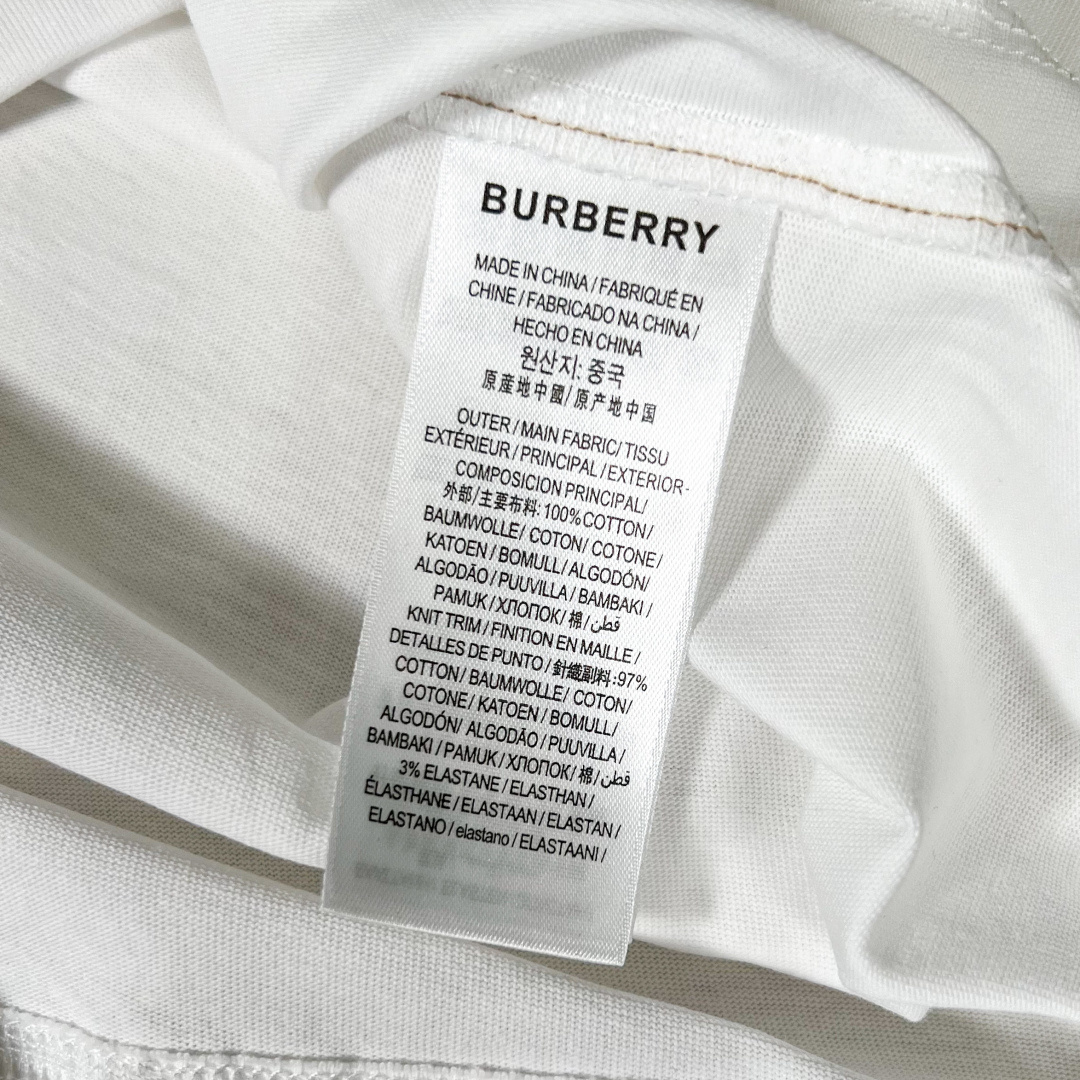 BURBERRY
MADE IN CHINA / FABRIQUÉ EN
CHINE / FABRICADO NA CHINA /
HECHO EN CHINA
원산지: 중국
原産地中國/原产地中国
OUTER / MAIN FABRIC/ TISSU
EXTÉRIEUR / PRINCIPAL / EXTERIOR-
COMPOSICION PRINCIPAL/
外部/主要布料: 100% COTTON /
BAUMWOLLE/ COTON/ COTONE /
KATOEN / BOMULL / ALGODÓN/
ALGODÃO / PUUVILLA / BAMBAKI /
PAMUK / ХЛОПОК/ 棉 / قطن
KNIT TRIM / FINITION EN MAILLE /
DETALLES DE PUNTO / 針織副料 :97%
COTTON/ BAUMWOLLE/ COTON/
COTONE / KATOEN / BOMULL /
ALGODÓN/ ALGODÃO / PUUVILLA /
BAMBAKI / PAMUK / ХЛОПОК/ 棉 / قطن
3% ELASTANE / ELASTHAN /
ÉLASTHANE / ELASTAAN / ELASTAN /
ELASTANO / elastano / ELASTAANI /